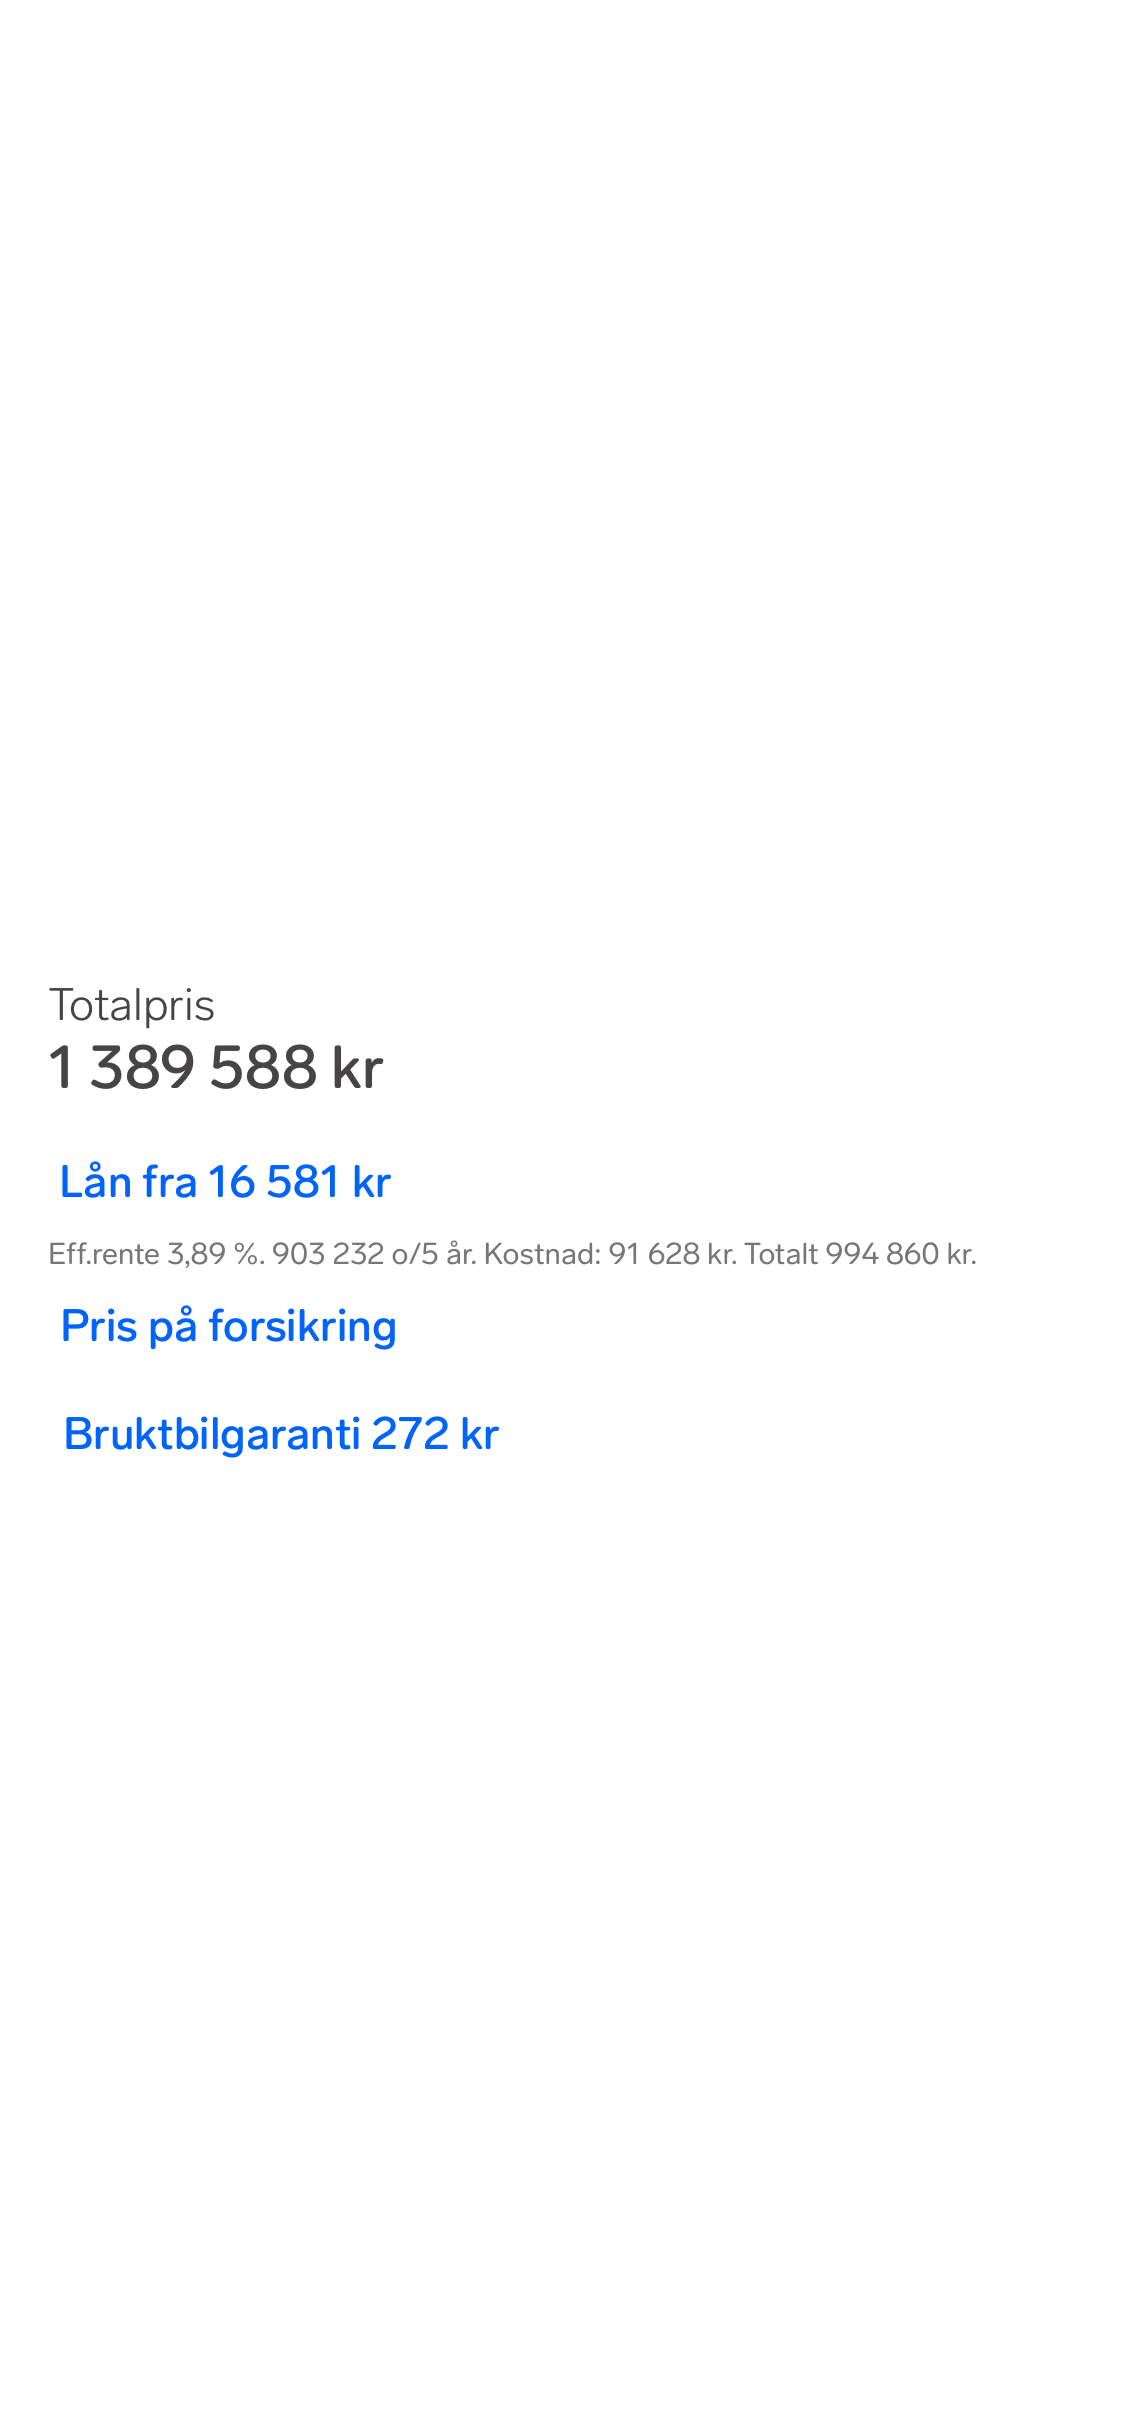 Totalpris
1 389 588 kr
Lån fra 16 581 kr
Eff.rente 3,89 %. 903 232 o/5 år. Kostnad: 91 628 kr. Totalt 994 860 kr.
Pris på forsikring
Bruktbilgaranti 272 kr